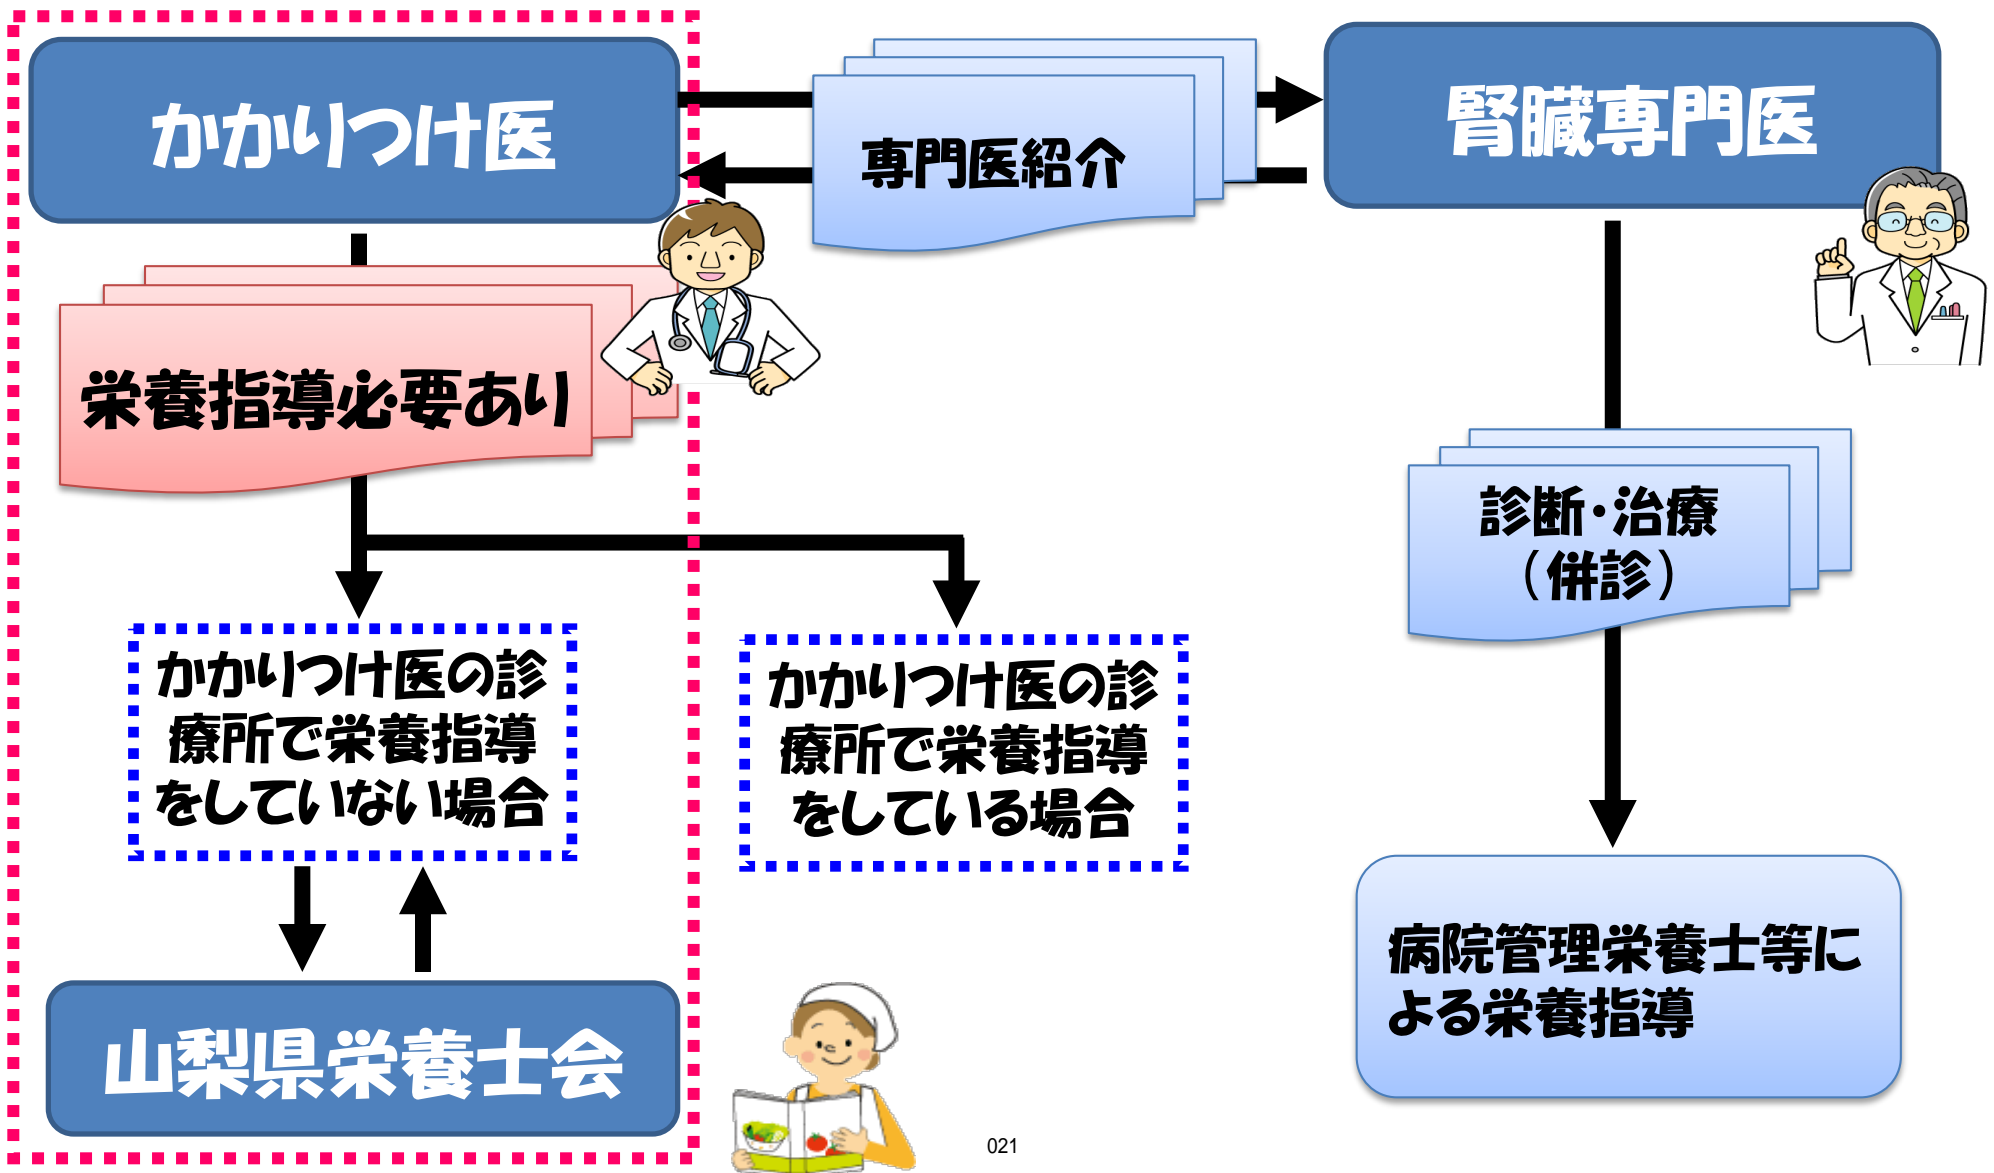 かかりつけ医
専門医紹介
腎臓専門医
栄養指導必要あり
診断・治療
（併診）
かかりつけ医の診
療所で栄養指導
をしていない場合
かかりつけ医の診
療所で栄養指導
をしている場合
病院管理栄養士等に
よる栄養指導
山梨県栄養士会
021